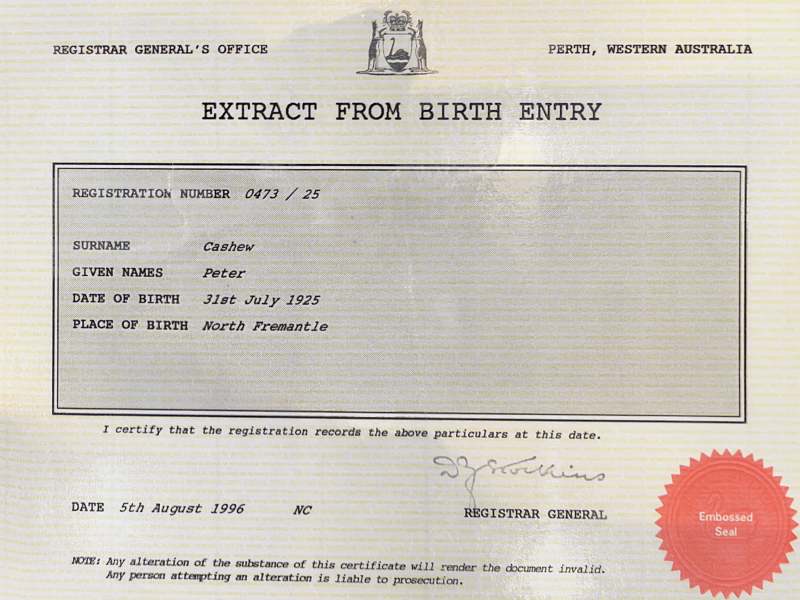 REGISTRAR GENERAL'S OFFICE
PERTH, WESTERN AUSTRALIA
EXTRACT FROM BIRTH ENTRY
REGISTRATION NUMBER 0473 / 25
SURNAME Cashew
GIVEN NAMES Peter
DATE OF BIRTH 31st July 1925
PLACE OF BIRTH North Fremantle
I certify that the registration records the above particulars at this date.
DATE 5th August 1996 NC
REGISTRAR GENERAL
Embossed
Seal
NOTE: Any alteration of the substance of this certificate will render the document invalid.
Any person attempting an alteration is liable to prosecution.